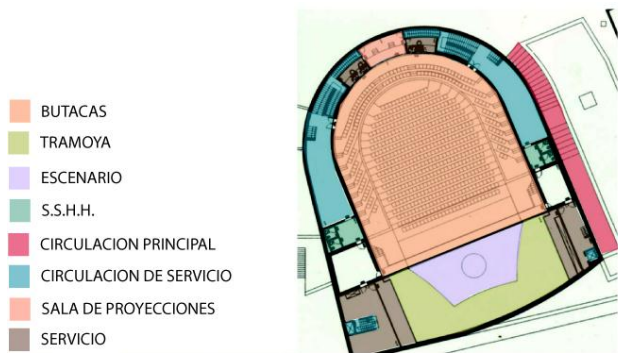 BUTACAS
TRAMOYA
ESCENARIO
S.S.H.H.
CIRCULACION PRINCIPAL
CIRCULACION DE SERVICIO
SALA DE PROYECCIONES
SERVICIO